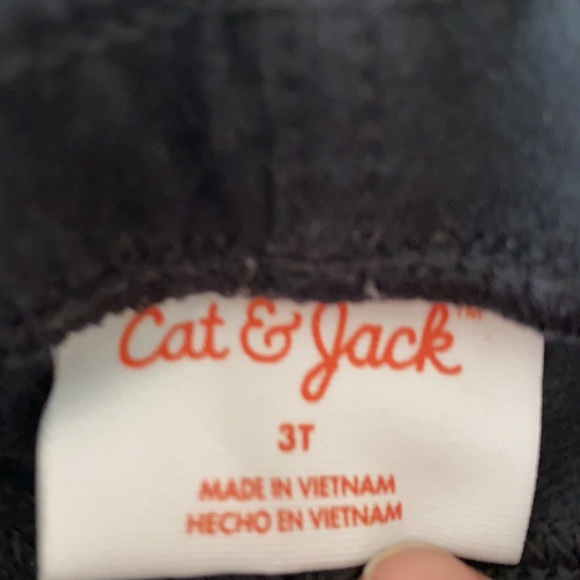 Cat & Jack™
3T
MADE IN VIETNAM
HECHO EN VIETNAM